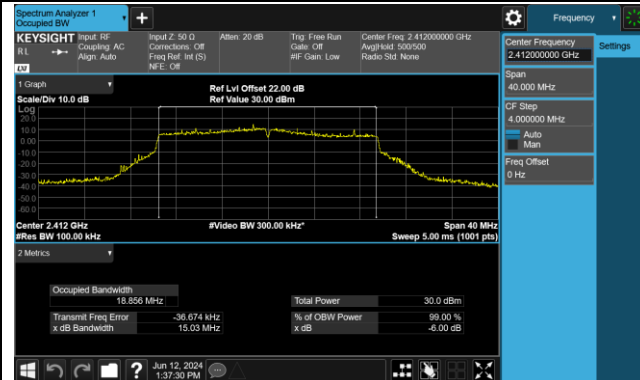 Spectrum Analyzer 1
Occupied BW
+
Frequency
KEYSIGHT
RL
LW
Input: RF
Coupling: AC
Align: Auto
Input Z: 50 Ω
Corrections: Off
Freq Ref: Int (S)
NFE: Off
Atten: 20 dB
Trig: Free Run
Gate: Off
#IF Gain: Low
Center Freq: 2.412000000 GHz
Avg|Hold: 500/500
Radio Std: None
1 Graph
Scale/Div 10.0 dB
Ref Lvl Offset 22.00 dB
Ref Value 30.00 dBm
Log
20.0
10.0
0.00
-10.0
-20.0
-30.0
-40.0
-50.0
-60.0
Center 2.412 GHz
#Res BW 100.00 kHz
#Video BW 300.00 kHz*
Span 40 MHz
Sweep 5.00 ms (1001 pts)
2 Metrics
Occupied Bandwidth
18.856 MHz
Transmit Freq Error -36.674 kHz
x dB Bandwidth 15.03 MHz
Total Power 30.0 dBm
% of OBW Power 99.00 %
x dB -6.00 dB
Center Frequency
2.412000000 GHz
Span
40.000 MHz
CF Step
4.000000 MHz
Auto
Man
Freq Offset
0 Hz
Settings
?
Jun 12, 2024
1:37:30 PM